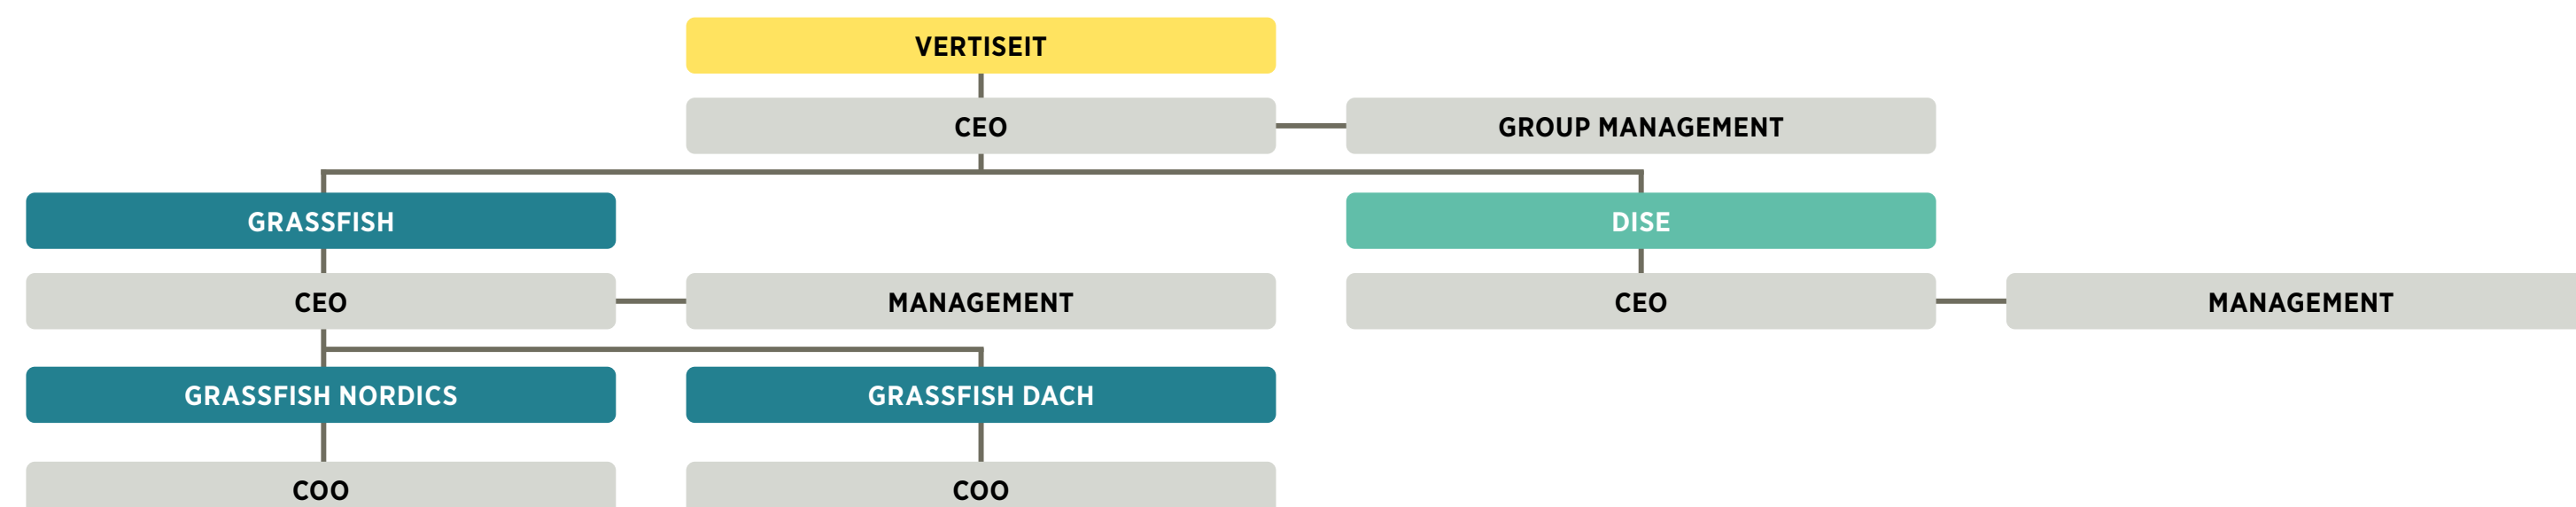 VERTISEIT
CEO
GROUP MANAGEMENT
GRASSFISH
DISE
CEO
MANAGEMENT
CEO
MANAGEMENT
GRASSFISH NORDICS
GRASSFISH DACH
COO
COO